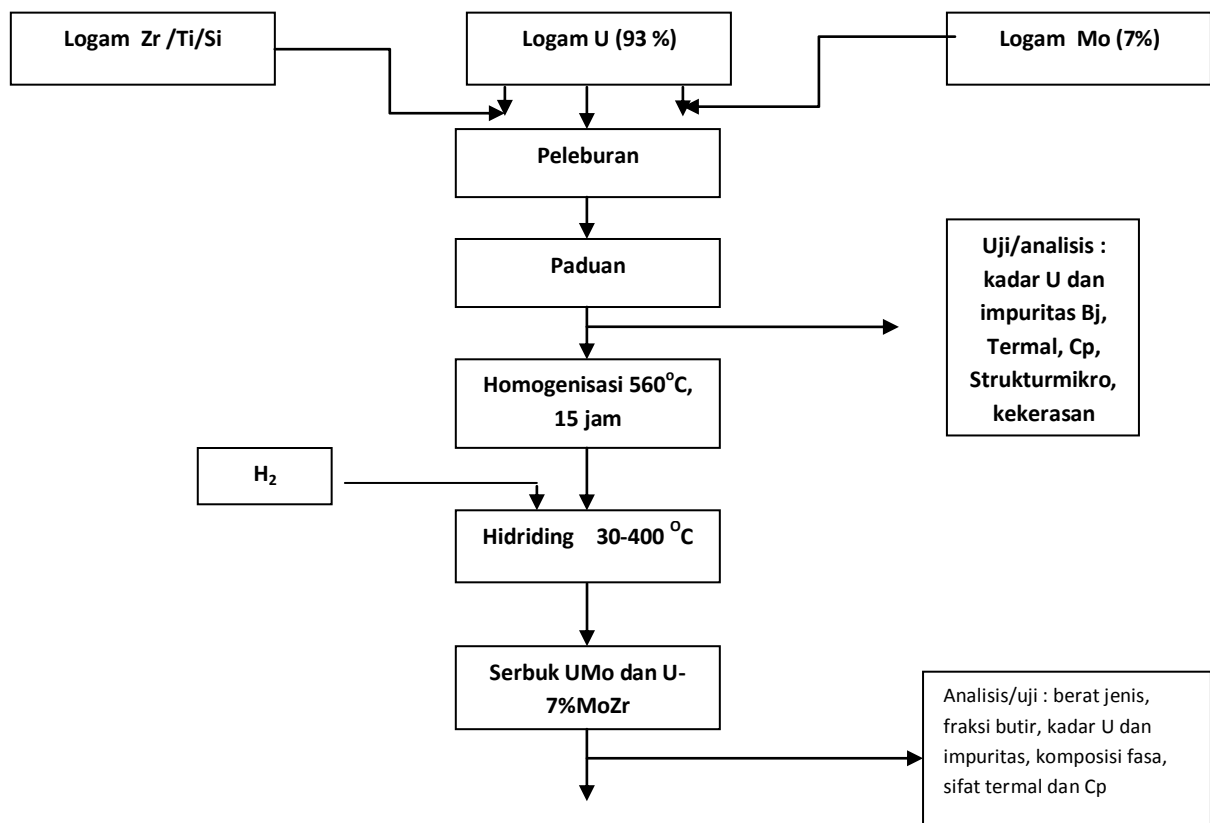 Logam Zr /Ti/Si
Logam U (93 %)
Logam Mo (7%)
Peleburan
Paduan
Uji/analisis :
kadar U dan
impuritas Bj,
Termal, Cp,
Strukturmikro,
kekerasan
Homogenisasi 560°C,
15 jam
H₂
Hidriding 30-400 °C
Serbuk UMo dan U-
7%MoZr
Analisis/uji : berat jenis,
fraksi butir, kadar U dan
impuritas, komposisi fasa,
sifat termal dan Cp